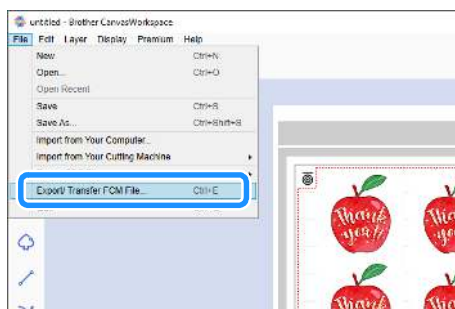 untitled - Brother CanvasWorkspace
File Edit Layer Display Premium Help
New Ctrl+N
Open... Ctrl+O
Open Recent
Save Ctrl+S
Save As... Ctrl+Shift+S
Import from Your Computer...
Import from Your Cutting Machine
Export/ Transfer FCM File... Ctrl+E
Thank you!!
Thank